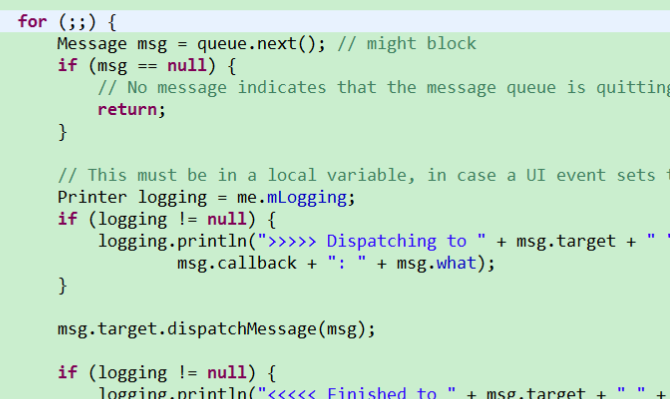 for (;;) {
Message msg = queue.next(); // might block
if (msg == null) {
// No message indicates that the message queue is quitting
return;
}
// This must be in a local variable, in case a UI event sets
Printer logging = me.mLogging;
if (logging != null) {
logging.println(">>>>> Dispatching to " + msg.target + " "
msg.callback + ": " + msg.what);
}
msg.target.dispatchMessage(msg);
if (logging != null) {
logging.println("<<<<< Finished to " + msg.target + " " +